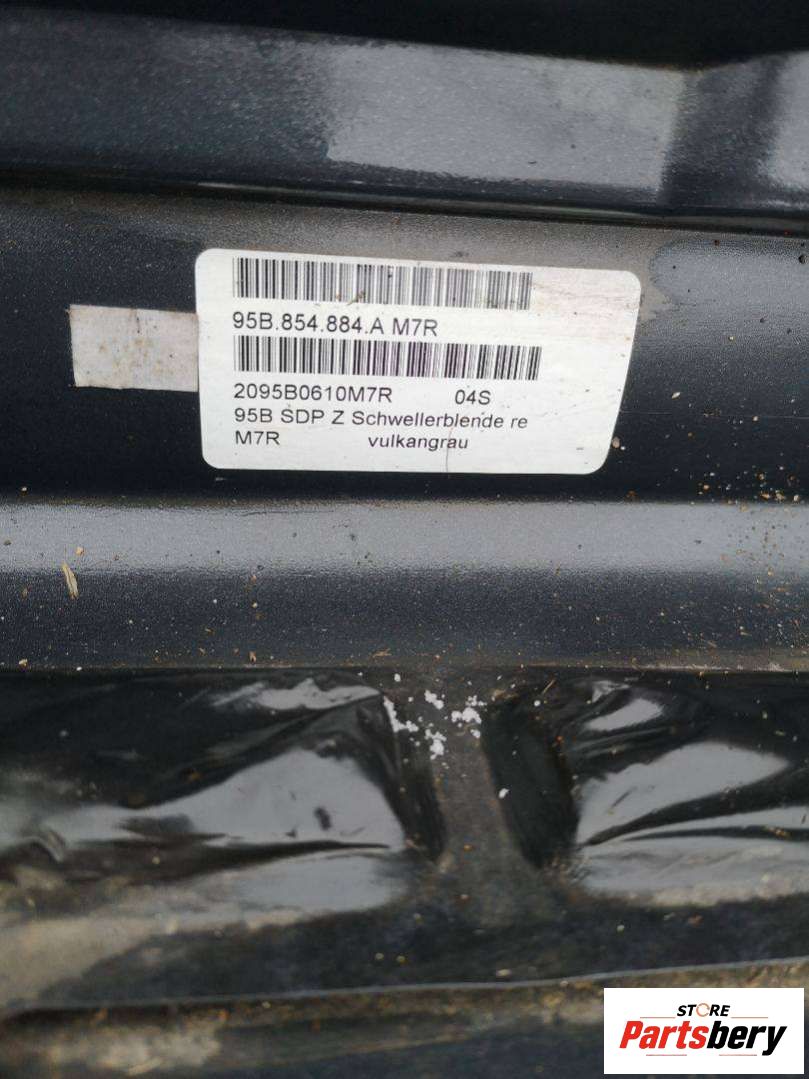 95B.854.884.A M7R
2095B0610M7R 04S
95B SDP Z Schwellerblende re
M7R vulkangrau
STORE
Partsbery